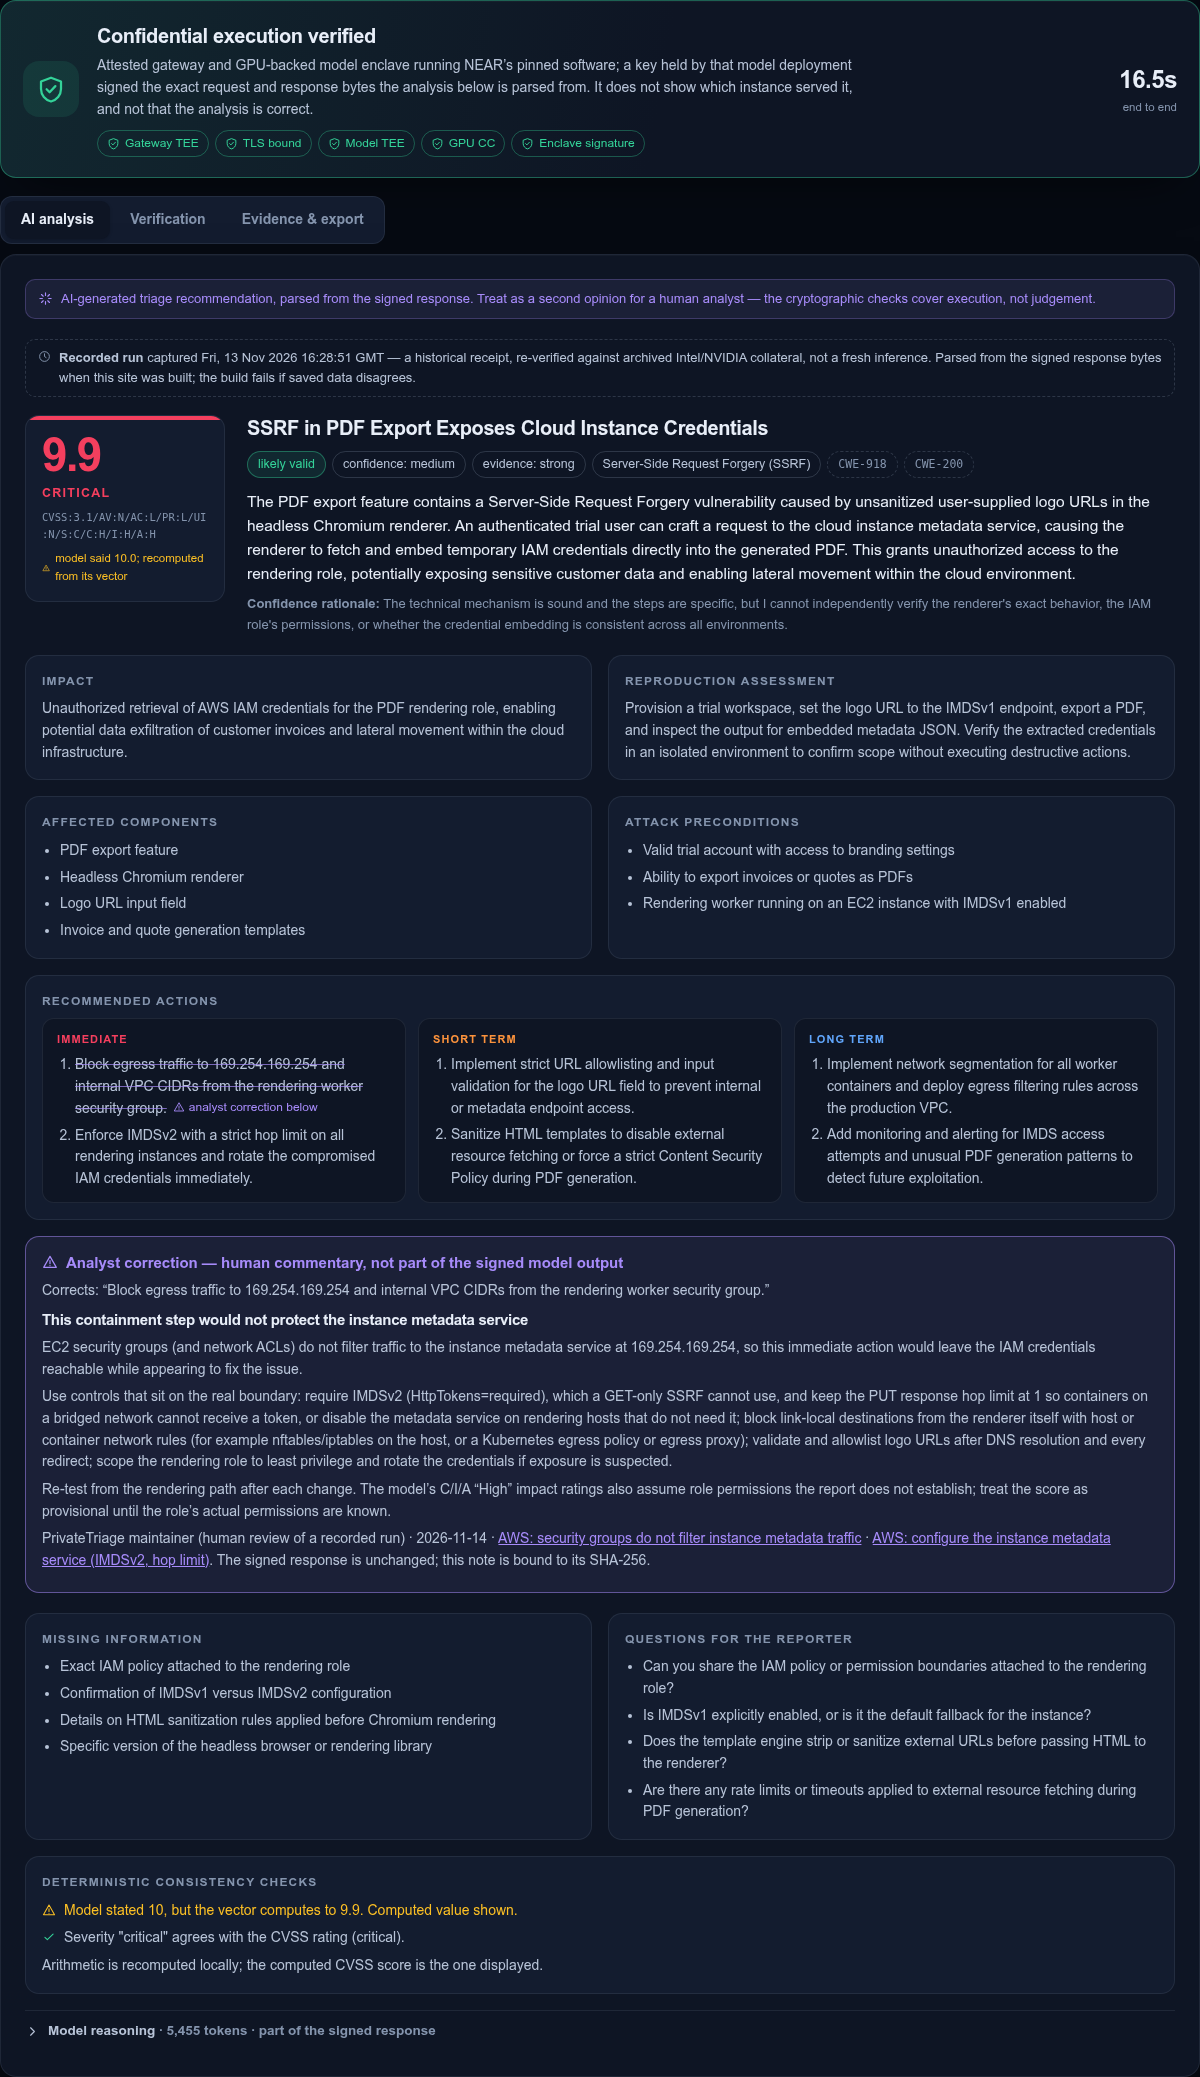 Confidential execution verified
Attested gateway and GPU-backed model enclave running NEAR's pinned software; a key held by that model deployment
signed the exact request and response bytes the analysis below is parsed from. It does not show which instance served it,
and not that the analysis is correct.
Gateway TEE
TLS bound
Model TEE
GPU CC
Enclave signature
16.5s
end to end
AI analysis
Verification
Evidence & export
AI-generated triage recommendation, parsed from the signed response. Treat as a second opinion for a human analyst — the cryptographic checks cover execution, not judgement.
Recorded run captured Fri, 13 Nov 2026 16:28:51 GMT — a historical receipt, re-verified against archived Intel/NVIDIA collateral, not a fresh inference. Parsed from the signed response bytes
when this site was built; the build fails if saved data disagrees.
9.9
CRITICAL
CVSS:3.1/AV:N/AC:L/PR:L/UI
:N/S:C/C:H/I:H/A:H
model said 10.0; recomputed
from its vector
SSRF in PDF Export Exposes Cloud Instance Credentials
likely valid
confidence: medium
evidence: strong
Server-Side Request Forgery (SSRF)
CWE-918
CWE-200
The PDF export feature contains a Server-Side Request Forgery vulnerability caused by unsanitized user-supplied logo URLs in the
headless Chromium renderer. An authenticated trial user can craft a request to the cloud instance metadata service, causing the
renderer to fetch and embed temporary IAM credentials directly into the generated PDF. This grants unauthorized access to the
rendering role, potentially exposing sensitive customer data and enabling lateral movement within the cloud environment.
Confidence rationale: The technical mechanism is sound and the steps are specific, but I cannot independently verify the renderer's exact behavior, the IAM
role's permissions, or whether the credential embedding is consistent across all environments.
IMPACT
Unauthorized retrieval of AWS IAM credentials for the PDF rendering role, enabling
potential data exfiltration of customer invoices and lateral movement within the cloud
infrastructure.
REPRODUCTION ASSESSMENT
Provision a trial workspace, set the logo URL to the IMDSv1 endpoint, export a PDF,
and inspect the output for embedded metadata JSON. Verify the extracted credentials
in an isolated environment to confirm scope without executing destructive actions.
AFFECTED COMPONENTS
• PDF export feature
• Headless Chromium renderer
• Logo URL input field
• Invoice and quote generation templates
ATTACK PRECONDITIONS
• Valid trial account with access to branding settings
• Ability to export invoices or quotes as PDFs
• Rendering worker running on an EC2 instance with IMDSv1 enabled
RECOMMENDED ACTIONS
IMMEDIATE
1. Block egress traffic to 169.254.169.254 and
internal VPC CIDRs from the rendering worker
security group. analyst correction below
2. Enforce IMDSv2 with a strict hop limit on all
rendering instances and rotate the compromised
IAM credentials immediately.
SHORT TERM
1. Implement strict URL allowlisting and input
validation for the logo URL field to prevent internal
or metadata endpoint access.
2. Sanitize HTML templates to disable external
resource fetching or force a strict Content Security
Policy during PDF generation.
LONG TERM
1. Implement network segmentation for all worker
containers and deploy egress filtering rules across
the production VPC.
2. Add monitoring and alerting for IMDS access
attempts and unusual PDF generation patterns to
detect future exploitation.
Analyst correction — human commentary, not part of the signed model output
Corrects: “Block egress traffic to 169.254.169.254 and internal VPC CIDRs from the rendering worker security group.”
This containment step would not protect the instance metadata service
EC2 security groups (and network ACLs) do not filter traffic to the instance metadata service at 169.254.169.254, so this immediate action would leave the IAM credentials
reachable while appearing to fix the issue.
Use controls that sit on the real boundary: require IMDSv2 (HttpTokens=required), which a GET-only SSRF cannot use, and keep the PUT response hop limit at 1 so containers on
a bridged network cannot receive a token, or disable the metadata service on rendering hosts that do not need it; block link-local destinations from the renderer itself with host or
container network rules (for example nftables/iptables on the host, or a Kubernetes egress policy or egress proxy); validate and allowlist logo URLs after DNS resolution and every
redirect; scope the rendering role to least privilege and rotate the credentials if exposure is suspected.
Re-test from the rendering path after each change. The model's C/I/A “High” impact ratings also assume role permissions the report does not establish; treat the score as
provisional until the role's actual permissions are known.
PrivateTriage maintainer (human review of a recorded run) · 2026-11-14 · AWS: security groups do not filter instance metadata traffic · AWS: configure the instance metadata
service (IMDSv2, hop limit). The signed response is unchanged; this note is bound to its SHA-256.
MISSING INFORMATION
• Exact IAM policy attached to the rendering role
• Confirmation of IMDSv1 versus IMDSv2 configuration
• Details on HTML sanitization rules applied before Chromium rendering
• Specific version of the headless browser or rendering library
QUESTIONS FOR THE REPORTER
• Can you share the IAM policy or permission boundaries attached to the rendering
role?
• Is IMDSv1 explicitly enabled, or is it the default fallback for the instance?
• Does the template engine strip or sanitize external URLs before passing HTML to
the renderer?
• Are there any rate limits or timeouts applied to external resource fetching during
PDF generation?
DETERMINISTIC CONSISTENCY CHECKS
Model stated 10, but the vector computes to 9.9. Computed value shown.
Severity "critical" agrees with the CVSS rating (critical).
Arithmetic is recomputed locally; the computed CVSS score is the one displayed.
Model reasoning · 5,455 tokens · part of the signed response